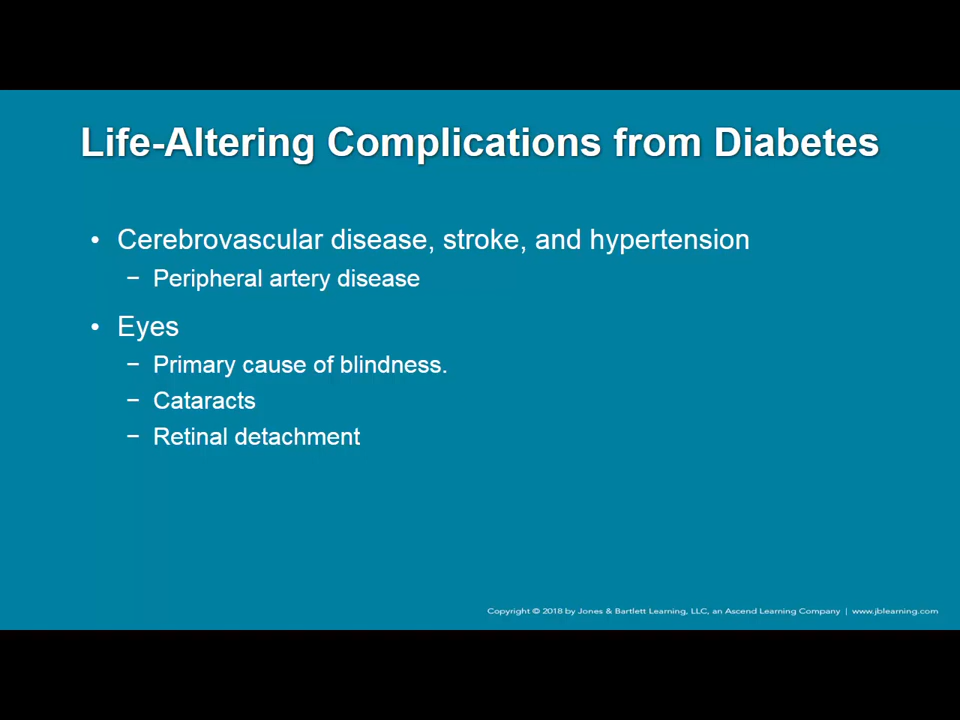 Life-Altering Complications from Diabetes
• Cerebrovascular disease, stroke, and hypertension
− Peripheral artery disease
• Eyes
− Primary cause of blindness.
− Cataracts
− Retinal detachment
Copyright © 2018 by Jones & Bartlett Learning, LLC, an Ascend Learning Company | www.jblearning.com